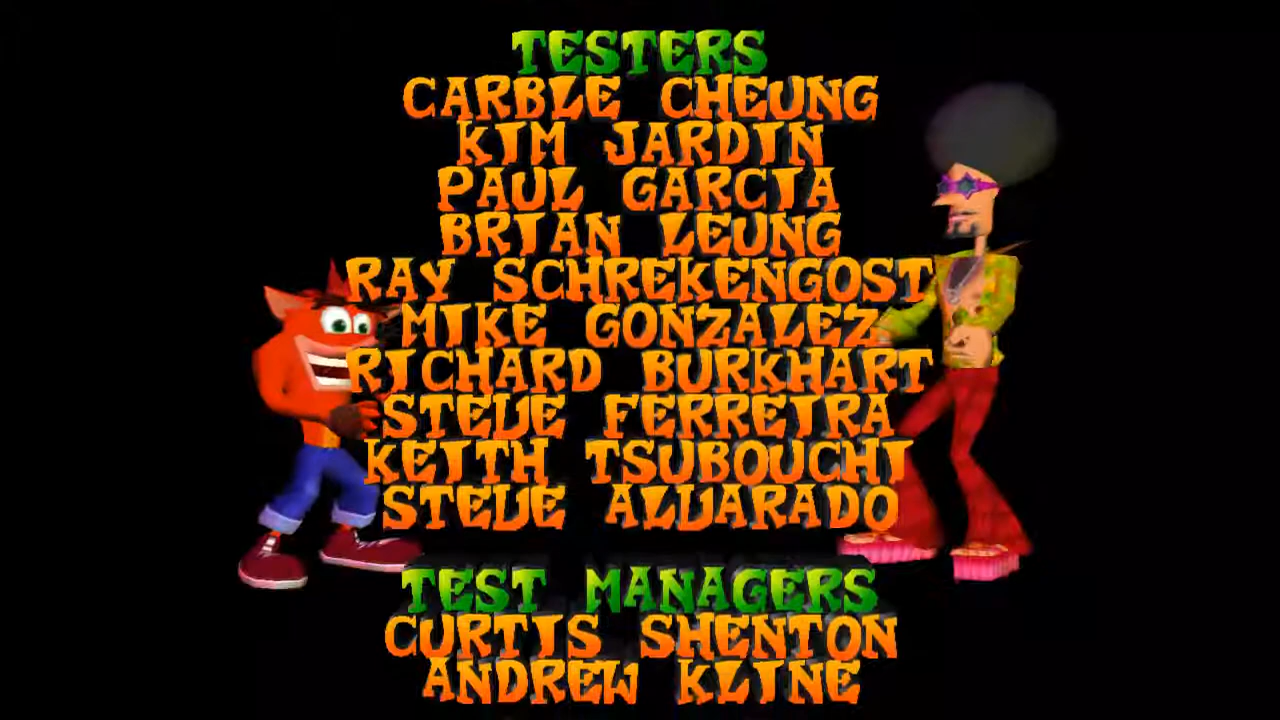 TESTERS
CARBLE CHEUNG
KIM JARDIN
PAUL GARCIA
BRIAN LEUNG
RAY SCHREKENGOST
MIKE GONZALEZ
RICHARD BURKHART
STEVE FERREIRA
KEITH TSUBOUCHI
STEVE ALVARADO
TEST MANAGERS
CURTIS SHENTON
ANDREW KLINE